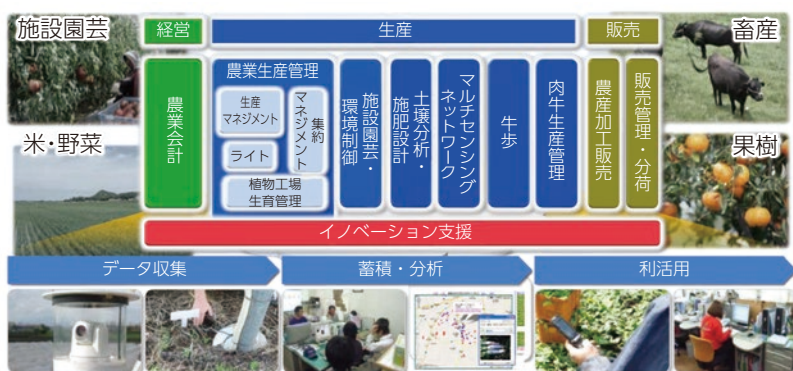 施設園芸
経営
生産
販売
畜産
米・野菜
果樹
農業会計
農業生産管理
生産
マネジメント
ライト
集約
マネジメント
植物工場
生育管理
施設園芸・
環境制御
土壌分析・
施肥設計
マルチセンシング
ネットワーク
牛歩
肉牛生産管理
農産加工販売
販売管理・分荷
イノベーション支援
データ収集
蓄積・分析
利活用